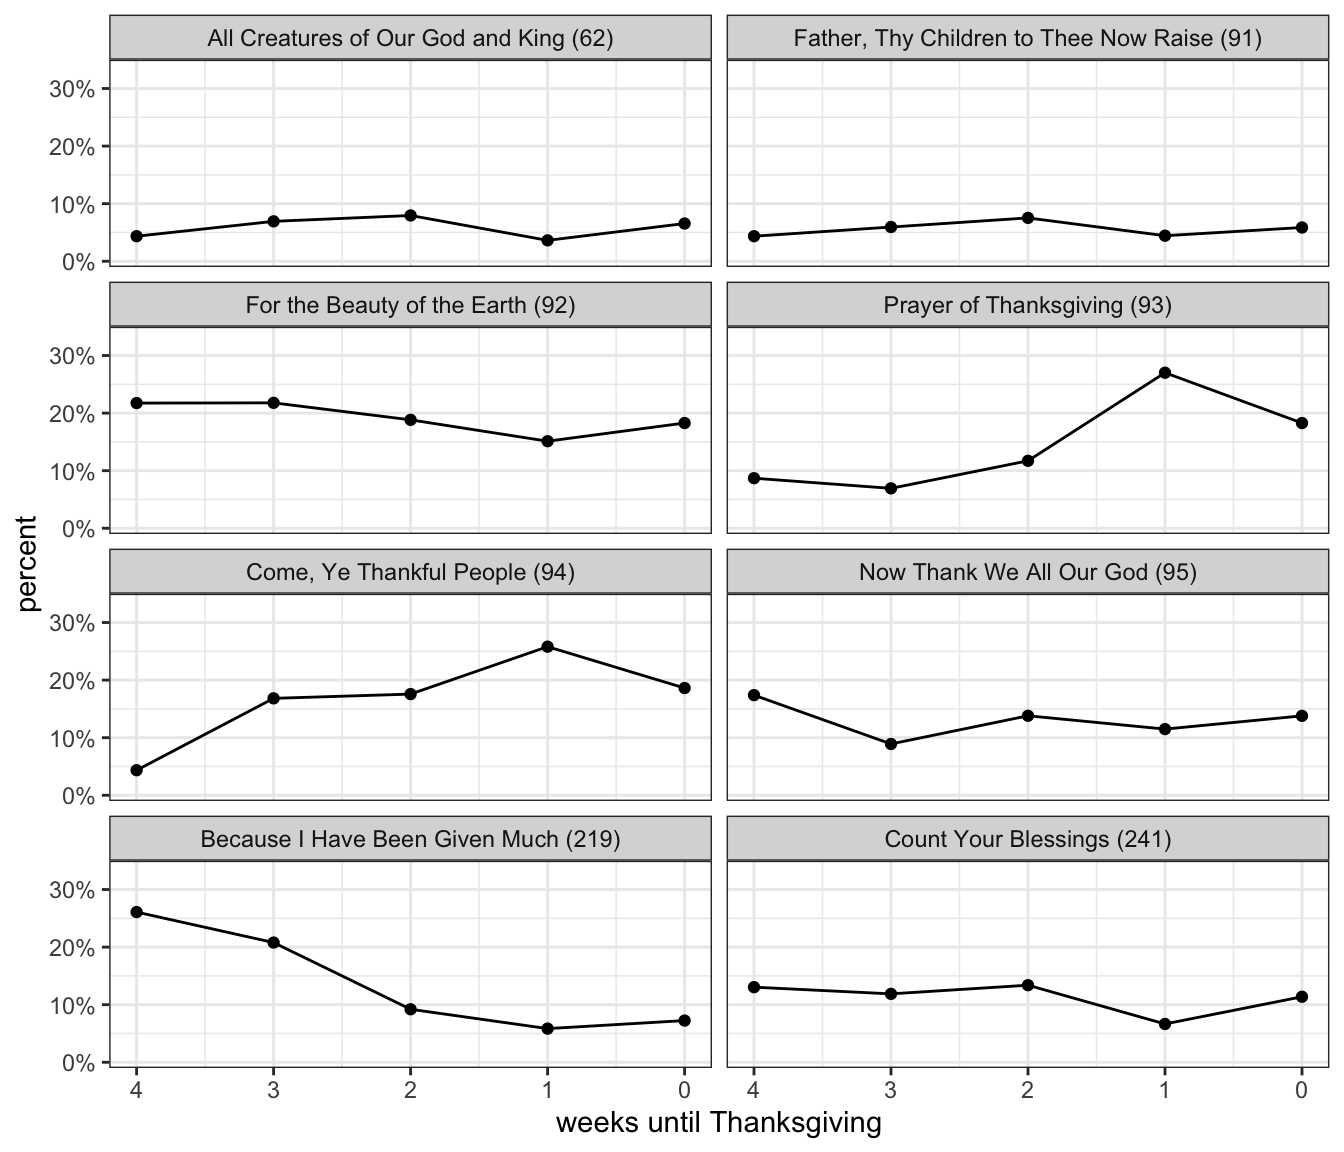 All Creatures of Our God and King (62)
Father, Thy Children to Thee Now Raise (91)
30%
20%
10%
0%
For the Beauty of the Earth (92)
Prayer of Thanksgiving (93)
30%
20%
10%
0%
percent
Come, Ye Thankful People (94)
Now Thank We All Our God (95)
30%
20%
10%
0%
Because I Have Been Given Much (219)
Count Your Blessings (241)
30%
20%
10%
0%
4 3 2 1 0 4 3 2 1 0
weeks until Thanksgiving